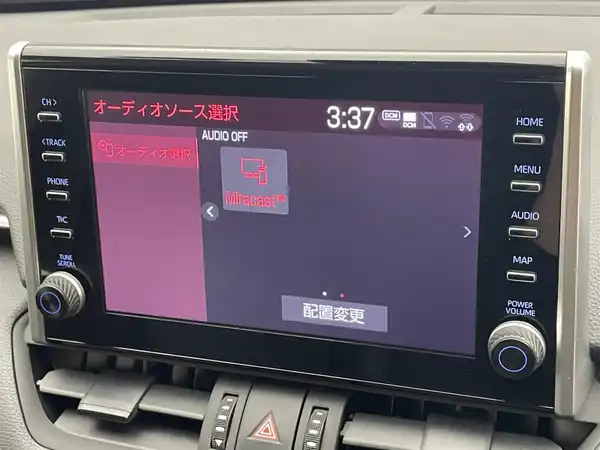 CH >
< TRACK
PHONE
T/C
TUNE
SCROLL
オーディオソース選択
3:37
DCM
DCM
オーディオ選択
AUDIO OFF
Miracast™
配置変更
HOME
MENU
AUDIO
MAP
POWER
VOLUME